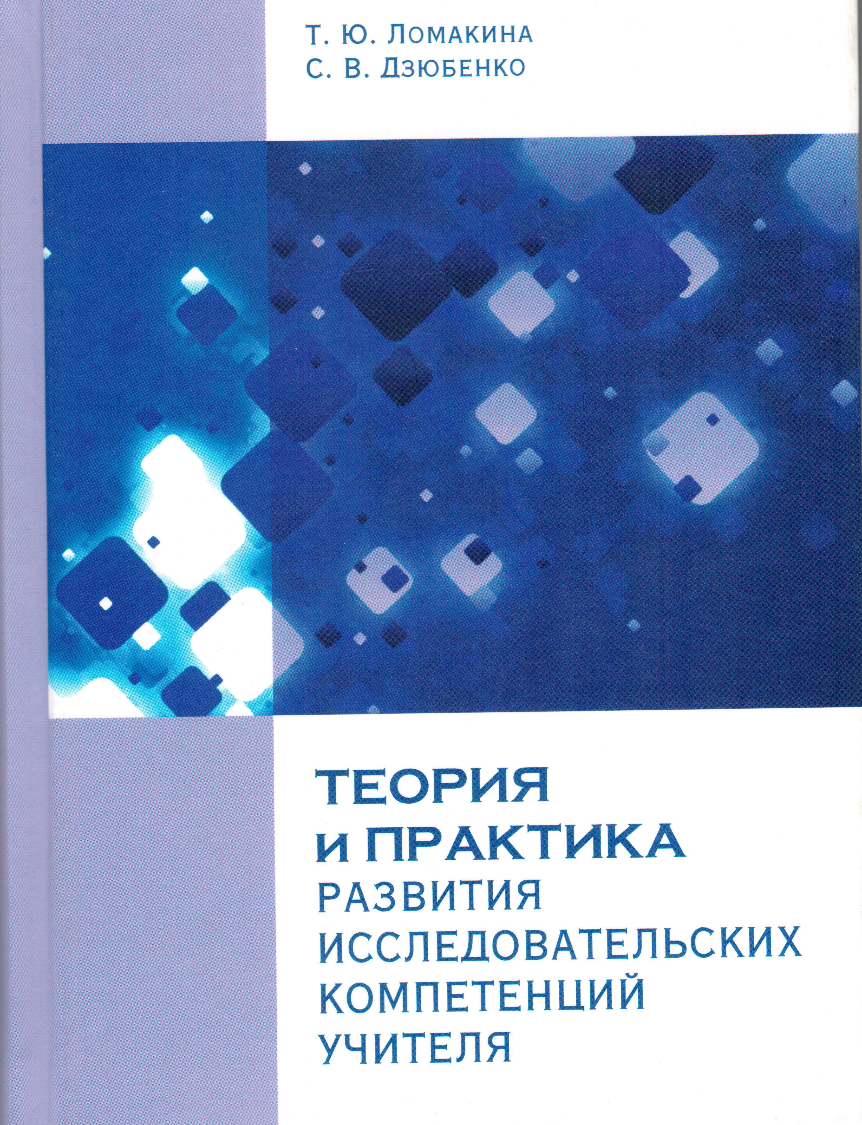 Т. Ю. Ломакина
С. В. Дзюбенко
ТЕОРИЯ
И ПРАКТИКА
РАЗВИТИЯ
ИССЛЕДОВАТЕЛЬСКИХ
КОМПЕТЕНЦИЙ
УЧИТЕЛЯ